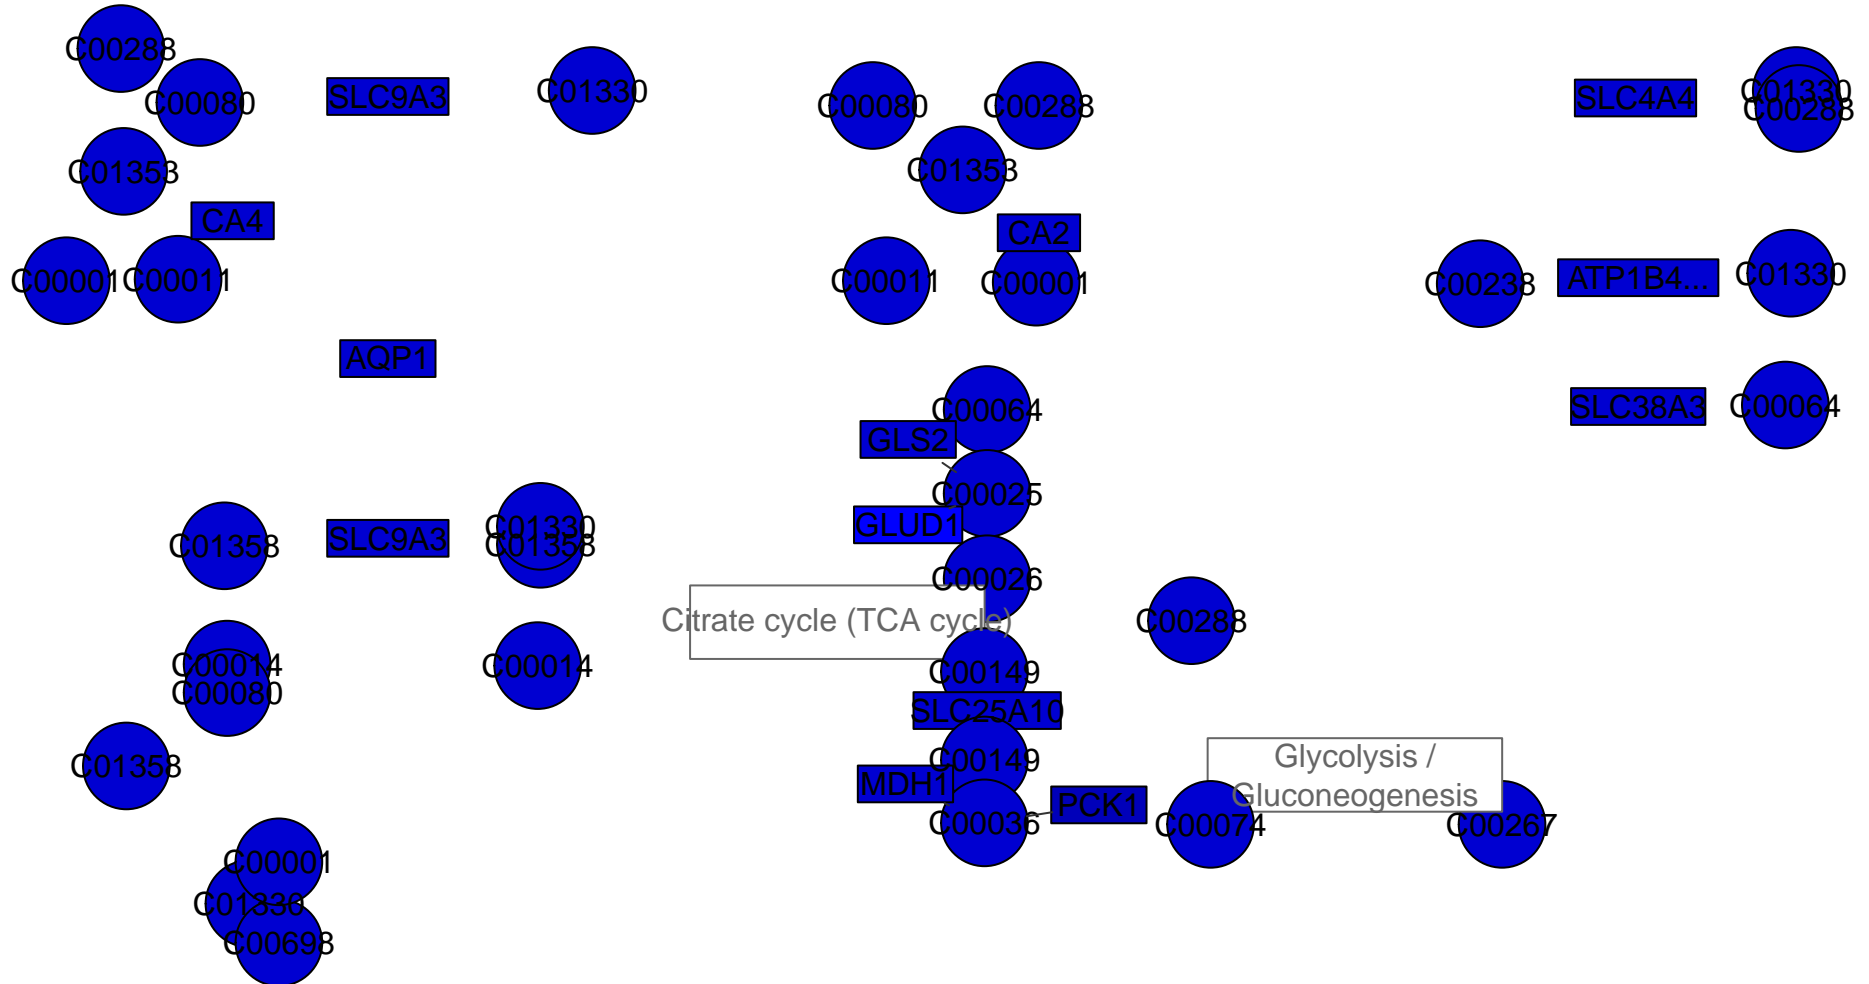 C00288
C00080
SLC9A3
C01330
C00080
C00288
SLC4A4
C01330
C00288
C01353
C01353
CA4
CA2
C00001
C00011
C00011
C00001
C00238
ATP1B4...
C01330
AQP1
C00064
SLC38A3
C00064
GLS2
C00025
GLUD1
C01358
SLC9A3
C01330
C01358
C00026
Citrate cycle (TCA cycle)
C00288
C00014
C00080
C00014
C00149
SLC25A10
C01358
C00149
MDH1
C00036
PCK1
C00074
Glycolysis /
Gluconeogenesis
C00267
C00001
C01330
C00698